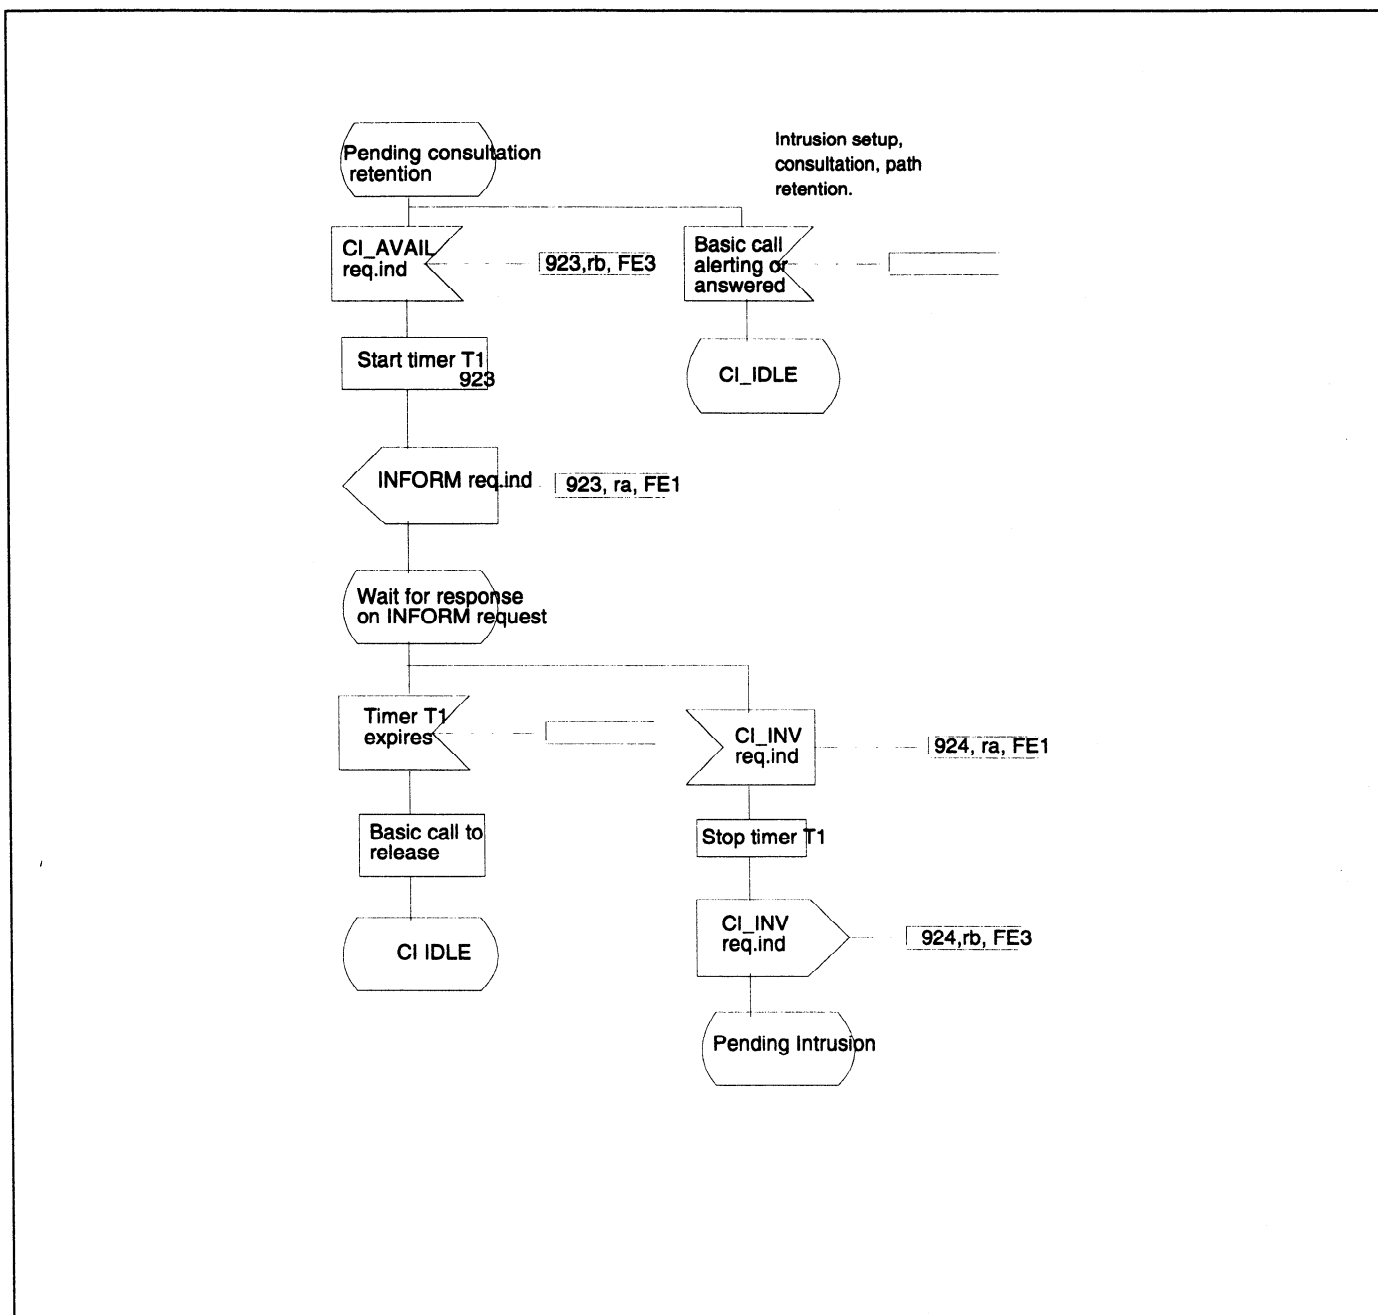 Pending consultation
retention
Intrusion setup,
consultation, path
retention.
CI_AVAIL
req.ind
923,rb, FE3
Basic call
alerting or
answered
Start timer T1
923
CI_IDLE
INFORM req.ind
923, ra, FE1
Wait for response
on INFORM request
Timer T1
expires
CI_INV
req.ind
924, ra, FE1
Basic call to
release
Stop timer T1
CI_INV
req.ind
924,rb, FE3
CI IDLE
Pending Intrusion